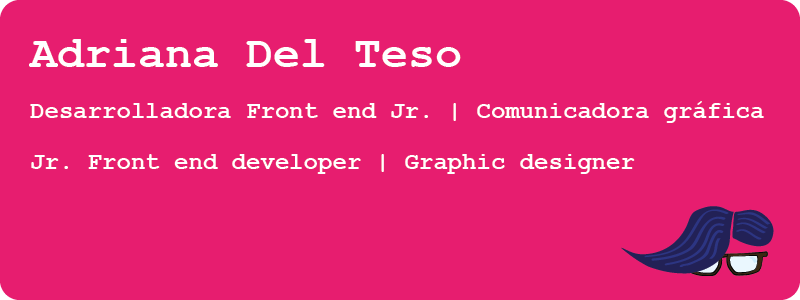 Adriana Del Teso
Desarrolladora Front end Jr. | Comunicadora gráfica
Jr. Front end developer | Graphic designer